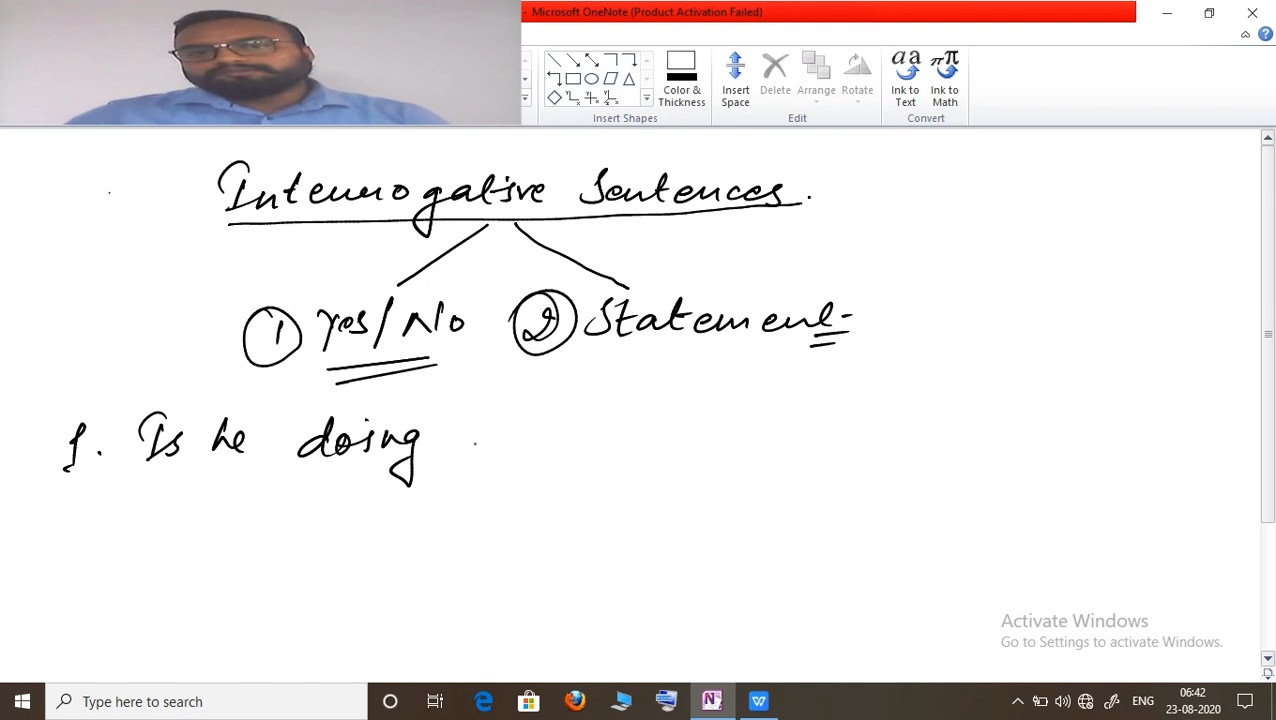 - Microsoft OneNote (Product Activation Failed)
Color & Thickness
Insert Space
Delete
Arrange
Rotate
Ink to Text
Ink to Math
Insert Shapes
Edit
Convert
Interrogative Sentences.
1 Yes/No 2 Statement-
1. Is he doing
Activate Windows
Go to Settings to activate Windows.
Type here to search
ENG
06:42
23-08-2020